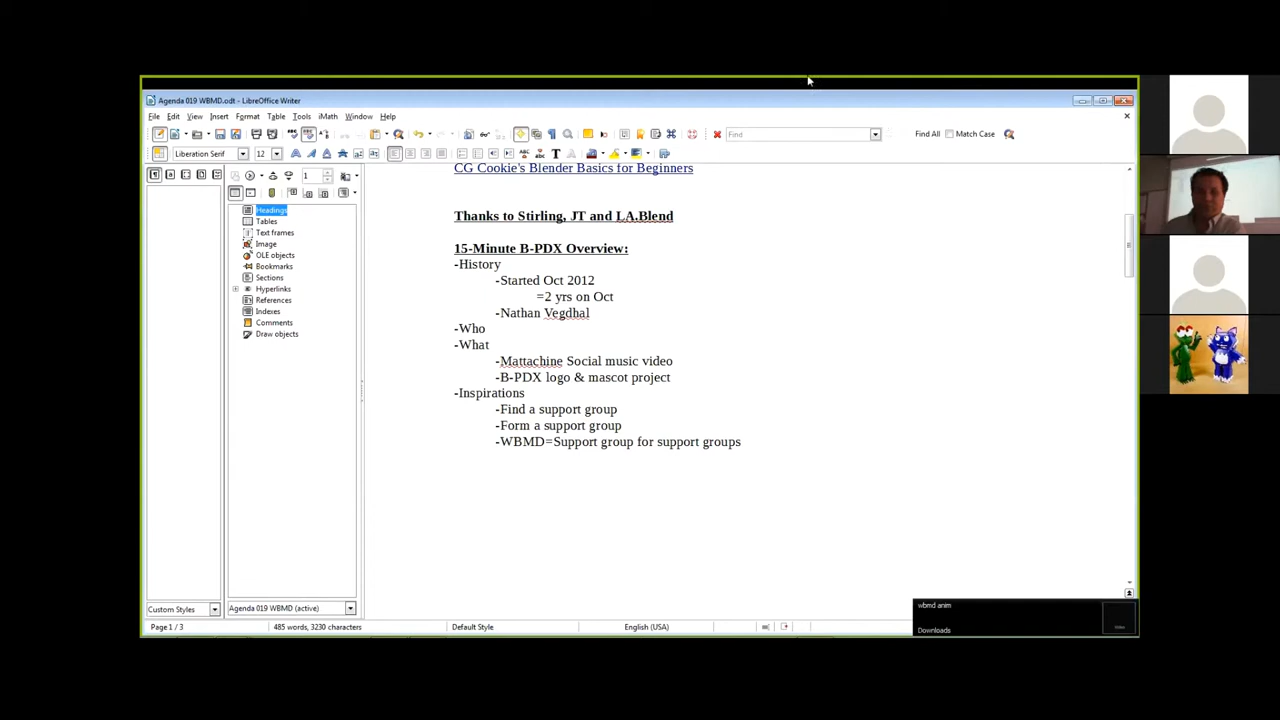 Agenda 019 WBMD.odt - LibreOffice Writer
File Edit View Insert Format Table Tools iMath Window Help
Find
Find All
Match Case
Liberation Serif
12
1
Headings
Tables
Text frames
Image
OLE objects
Bookmarks
Sections
Hyperlinks
References
Indexes
Comments
Draw objects
CG Cookie's Blender Basics for Beginners
Thanks to Stirling, JT and LA.Blend
15-Minute B-PDX Overview:
-History
-Started Oct 2012
=2 yrs on Oct
-Nathan Vegdhal
-Who
-What
-Mattachine Social music video
-B-PDX logo & mascot project
-Inspirations
-Find a support group
-Form a support group
-WBMD=Support group for support groups
Custom Styles
Agenda 019 WBMD (active)
wbmd anim
Downloads
Page 1 / 3
485 words, 3230 characters
Default Style
English (USA)